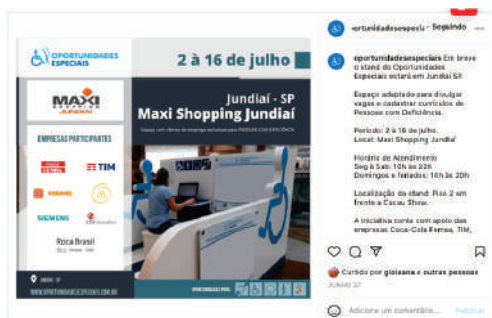 OPORTUNIDADES
ESPECIAIS
2 à 16 de julho
MAXI
SHOPPING
JUNDIAÍ
Jundiaí - SP
Maxi Shopping Jundiaí
EMPRESAS PARTICIPANTES
TIM
SIEMENS
Roca Brasil
WWW.OPORTUNIDADESESPECIAIS.COM.BR
Seguindo
oportunidadesespeciais Em breve
o stand do Oportunidades
Especiais estará em Jundiaí SP.
Espaço adaptado para divulgar
vagas e cadastrar currículos de
Pessoas com Deficiência.
Período: 2 à 16 de julho.
Local: Maxi Shopping Jundiaí
Horário de Atendimento
Seg à Sab: 10h às 22h
Domingos e feriados: 14h às 20h
Localização do stand: Piso 2 em
frente a Cacau Show.
A iniciativa conta com apoio das
empresas Coca-Cola Femsa, TIM,
Curtido por gioiaana e outras pessoas
JUNHO 27
Adicione um comentário...
Publicar